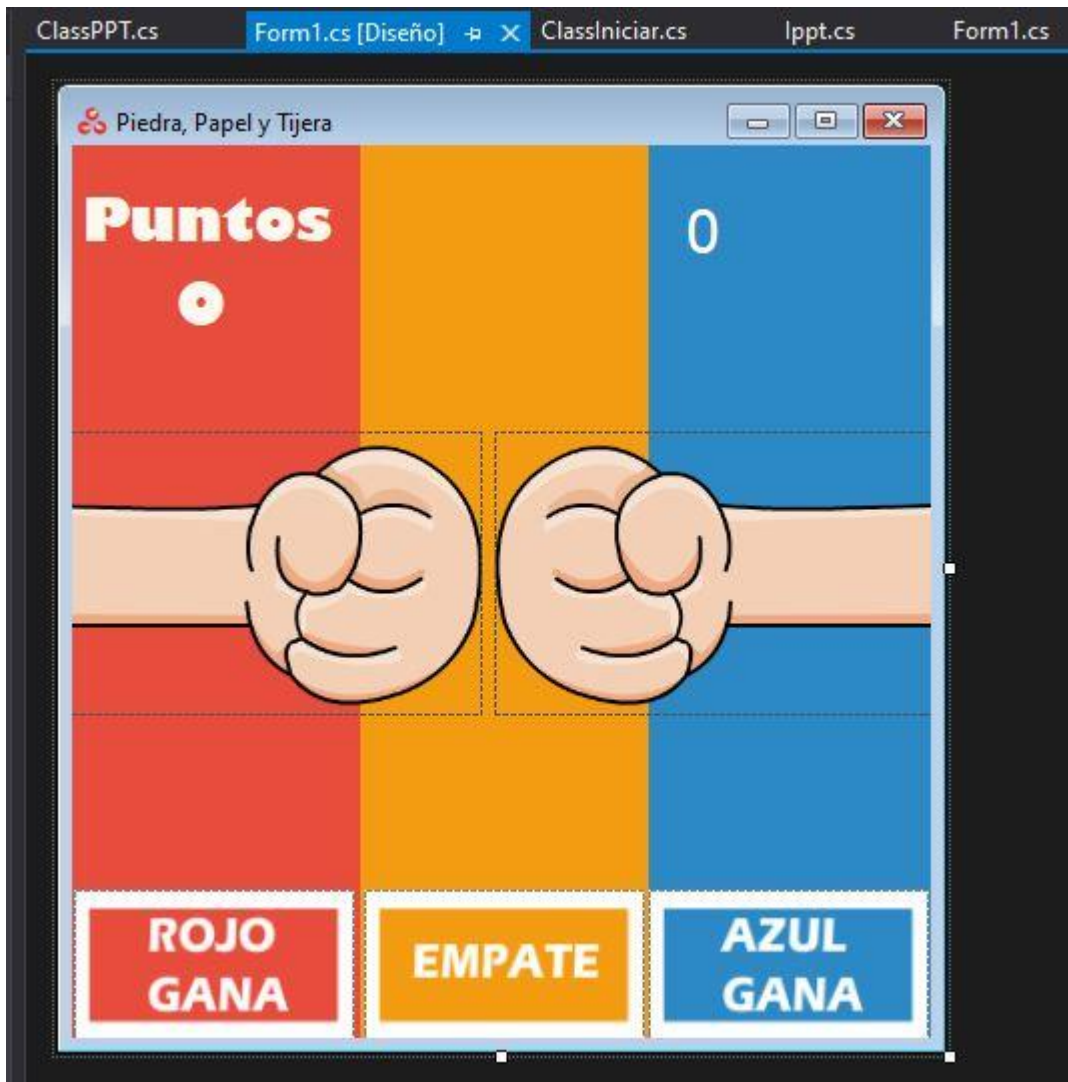 ClassPPT.cs Form1.cs [Diseño] ClassIniciar.cs Ippt.cs Form1.cs
Piedra, Papel y Tijera
Puntos
0
0
ROJO
GANA
EMPATE
AZUL
GANA